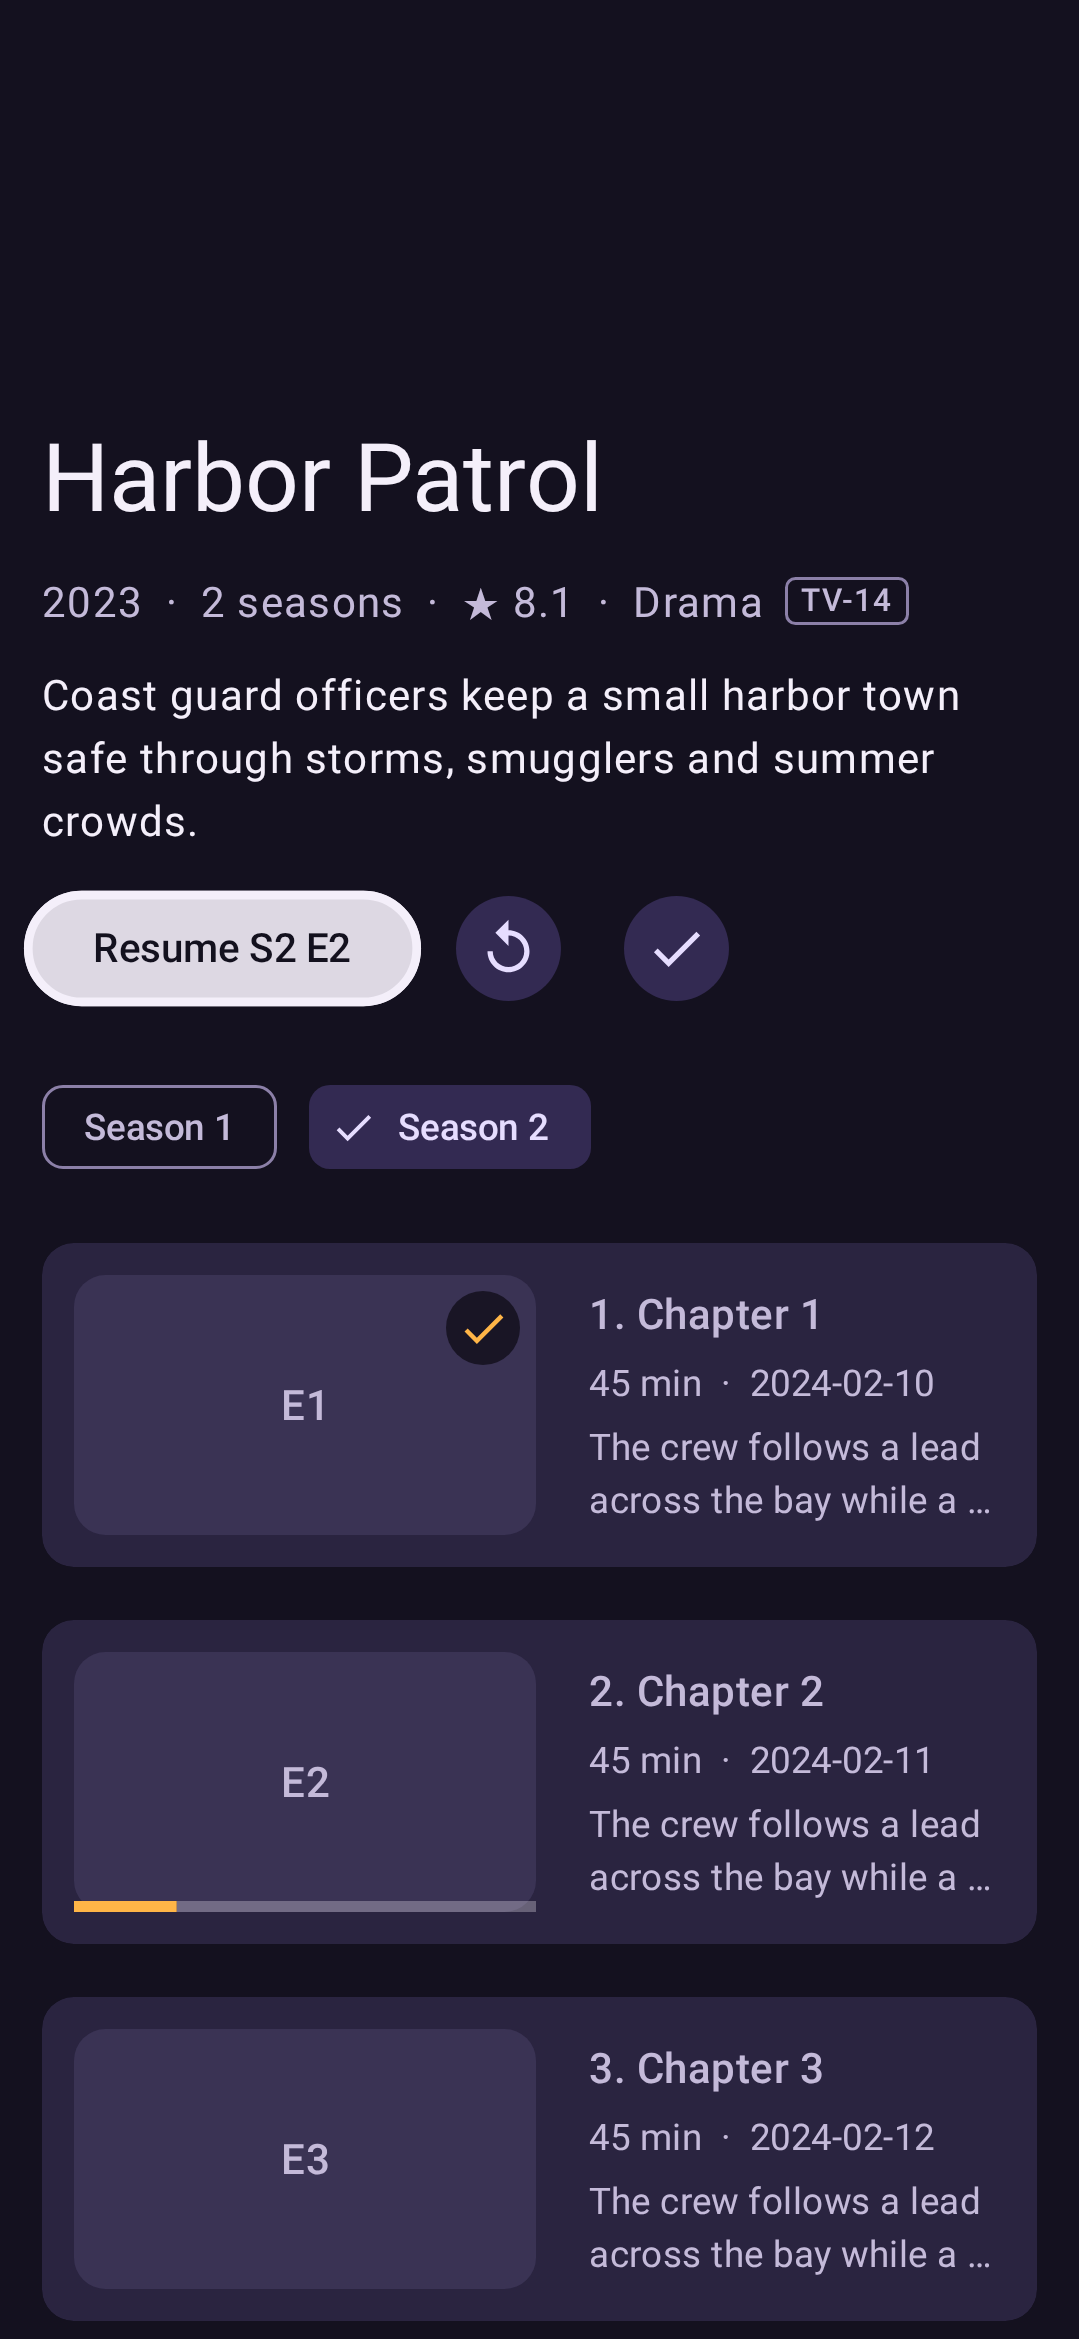 Harbor Patrol
2023 · 2 seasons · ★ 8.1 · Drama TV-14
Coast guard officers keep a small harbor town
safe through storms, smugglers and summer
crowds.
Resume S2 E2
Season 1
Season 2
E1
1. Chapter 1
45 min · 2024-02-10
The crew follows a lead
across the bay while a …
E2
2. Chapter 2
45 min · 2024-02-11
The crew follows a lead
across the bay while a …
E3
3. Chapter 3
45 min · 2024-02-12
The crew follows a lead
across the bay while a …